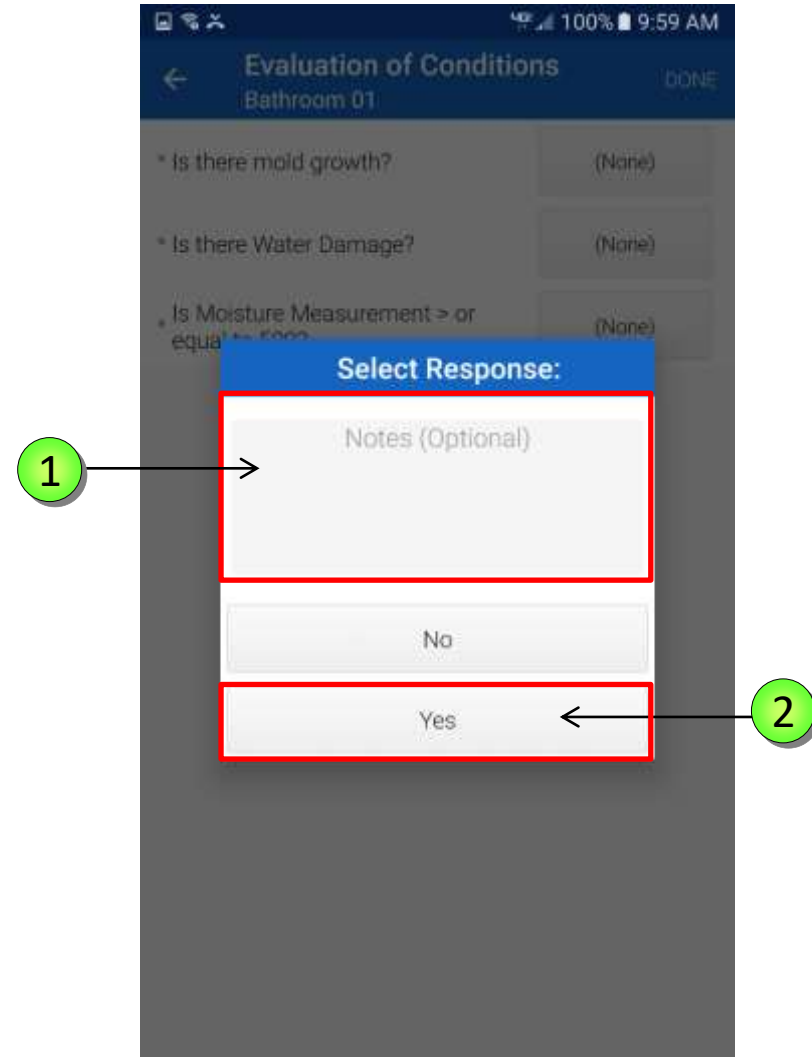 100% 9:59 AM
Evaluation of Conditions
DONE
Bathroom 01
* Is there mold growth?
(None)
* Is there Water Damage?
(None)
* Is Moisture Measurement > or
(None)
Select Response:
Notes (Optional)
1
No
Yes
2